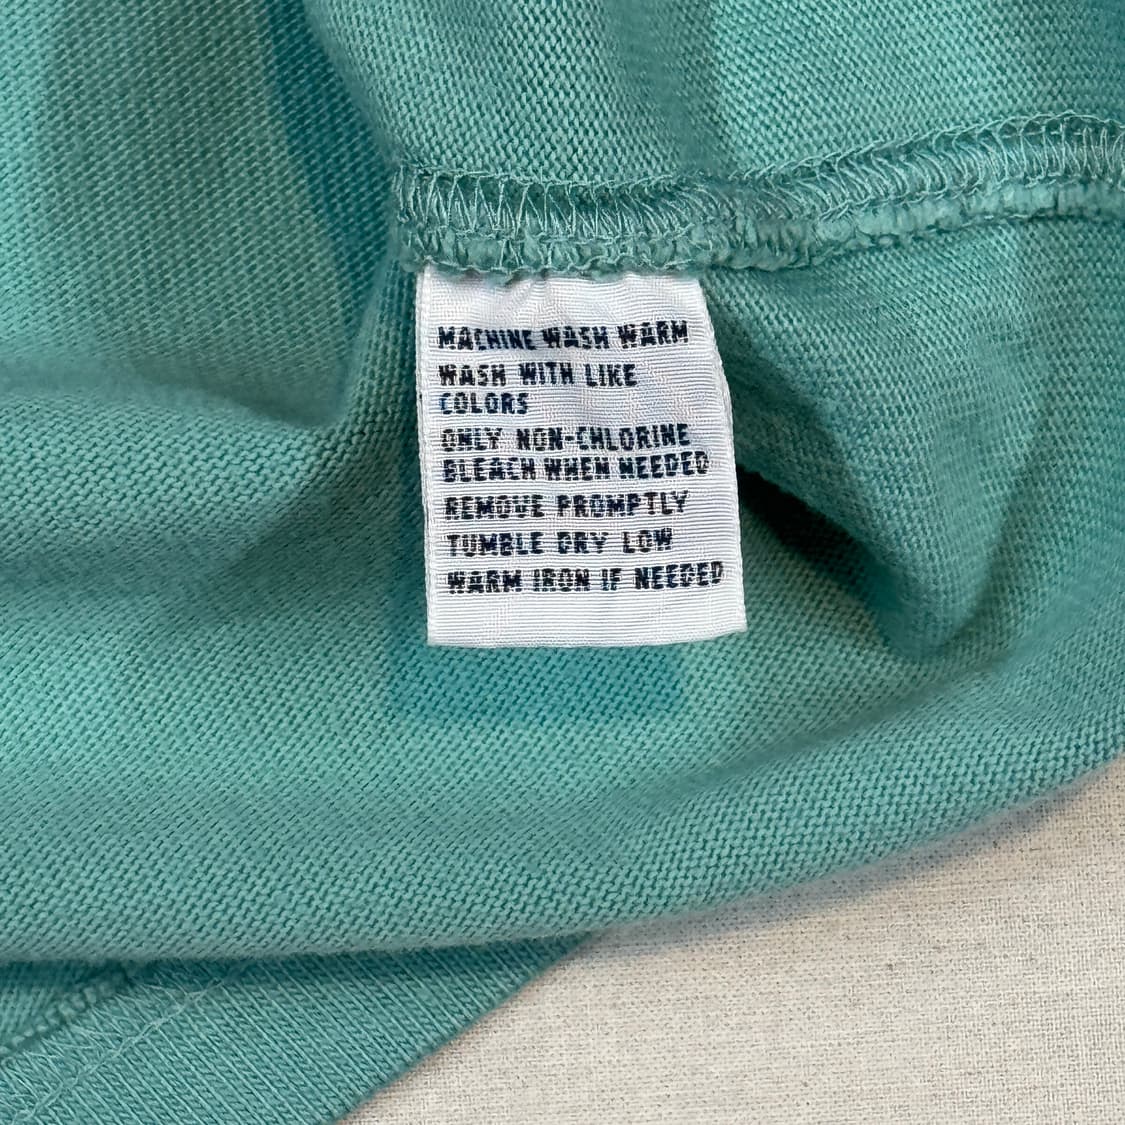 MACHINE WASH WARM
WASH WITH LIKE
COLORS
ONLY NON-CHLORINE
BLEACH WHEN NEEDED
REMOVE PROMPTLY
TUMBLE DRY LOW
WARM IRON IF NEEDED